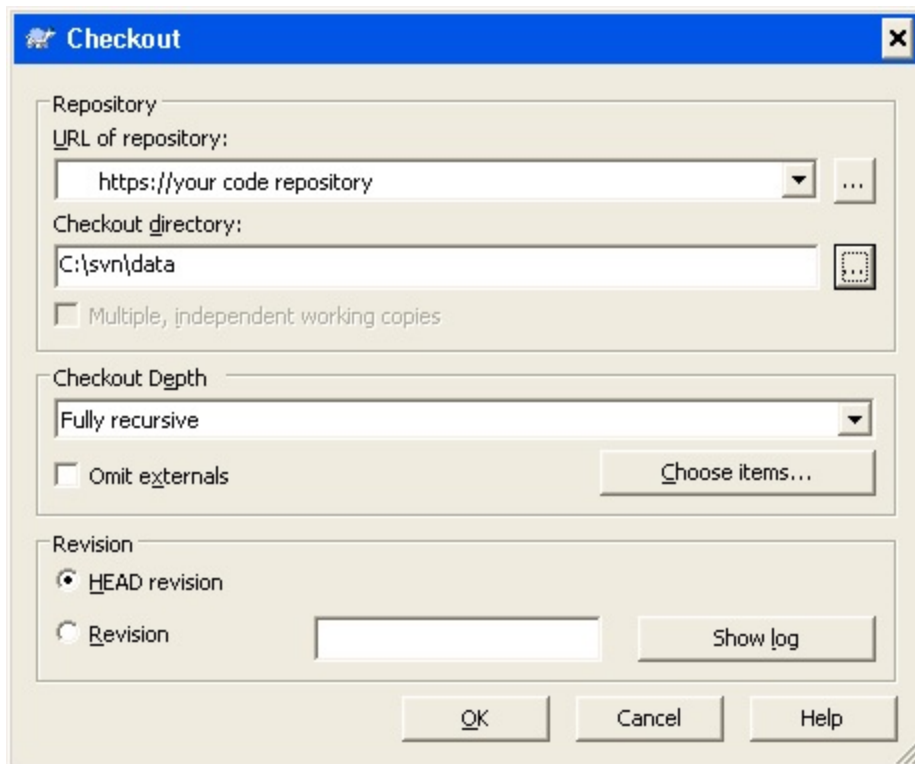 Checkout
Repository
URL of repository:
https://your code repository
...
Checkout directory:
C:\svn\data
...
Multiple, independent working copies
Checkout Depth
Fully recursive
Omit externals
Choose items...
Revision
HEAD revision
Revision
Show log
OK
Cancel
Help